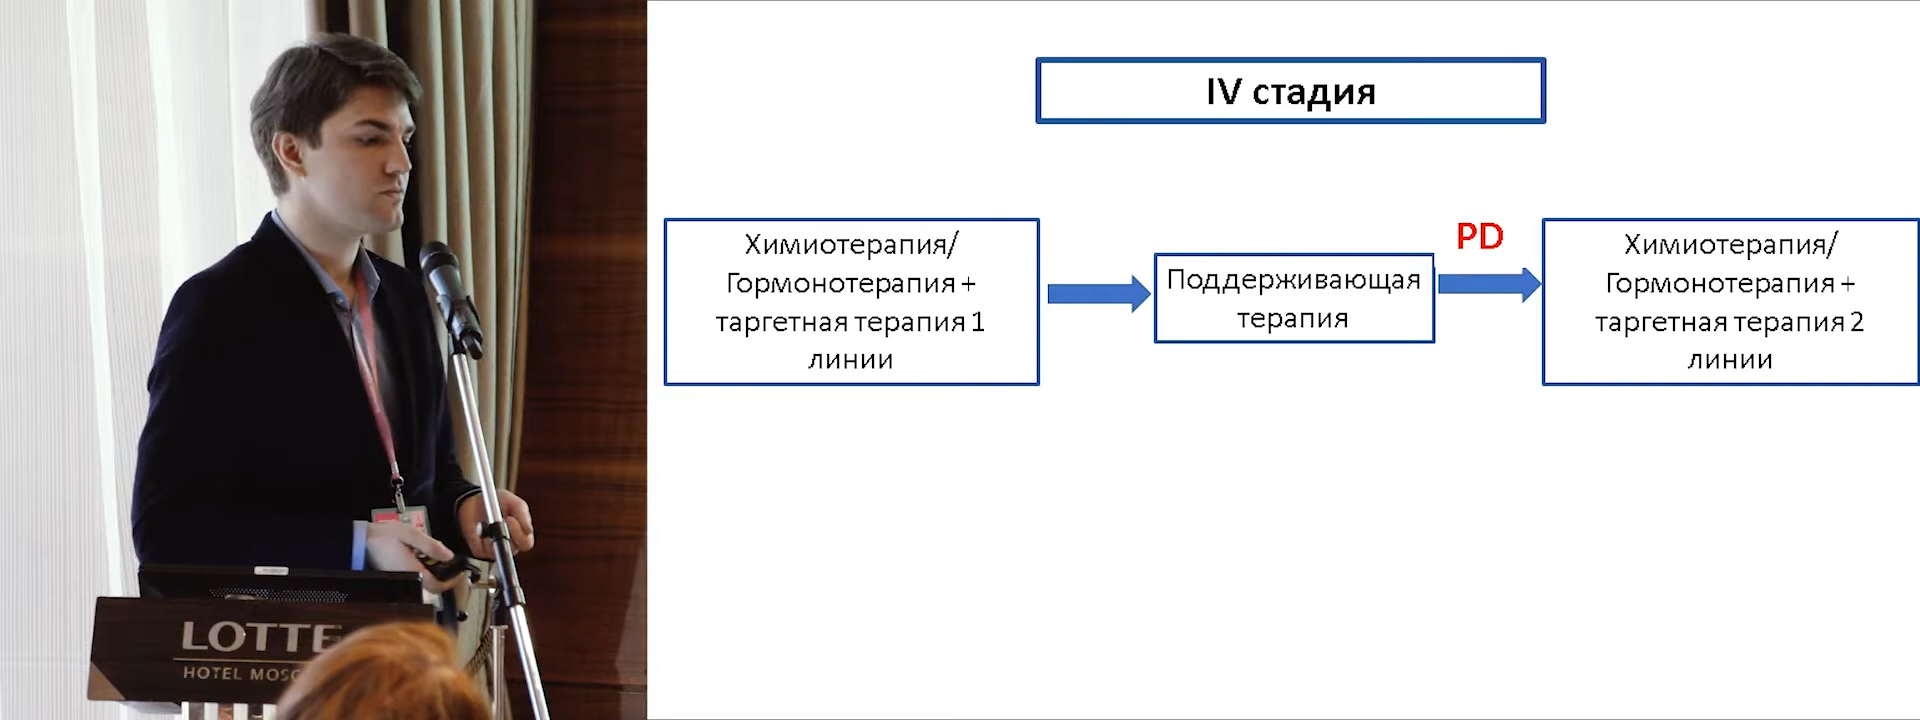 IV стадия
Химиотерапия/
Гормонотерапия +
таргетная терапия 1
линии
Поддерживающая
терапия
PD
Химиотерапия/
Гормонотерапия +
таргетная терапия 2
линии
LOTTE
HOTEL